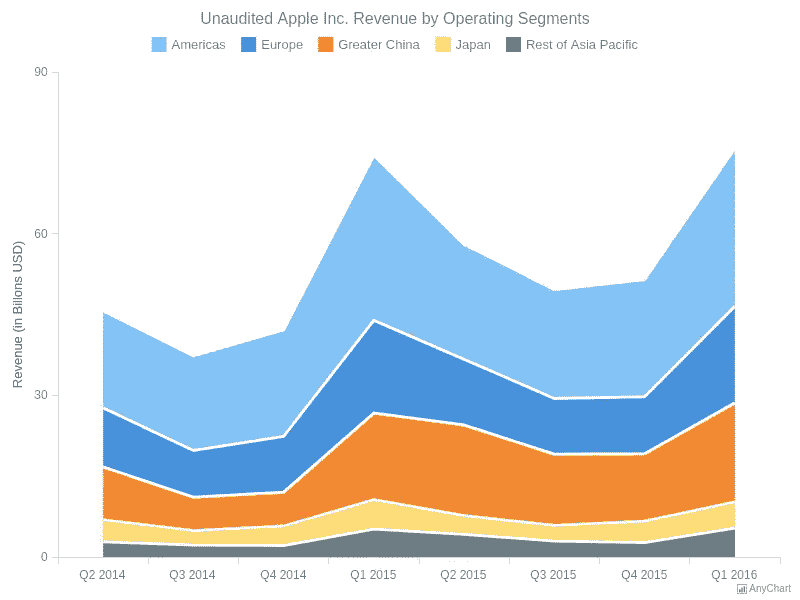 Unaudited Apple Inc. Revenue by Operating Segments
Americas Europe Greater China Japan Rest of Asia Pacific
Revenue (in Billons USD)
90
60
30
0
Q2 2014 Q3 2014 Q4 2014 Q1 2015 Q2 2015 Q3 2015 Q4 2015 Q1 2016
AnyChart